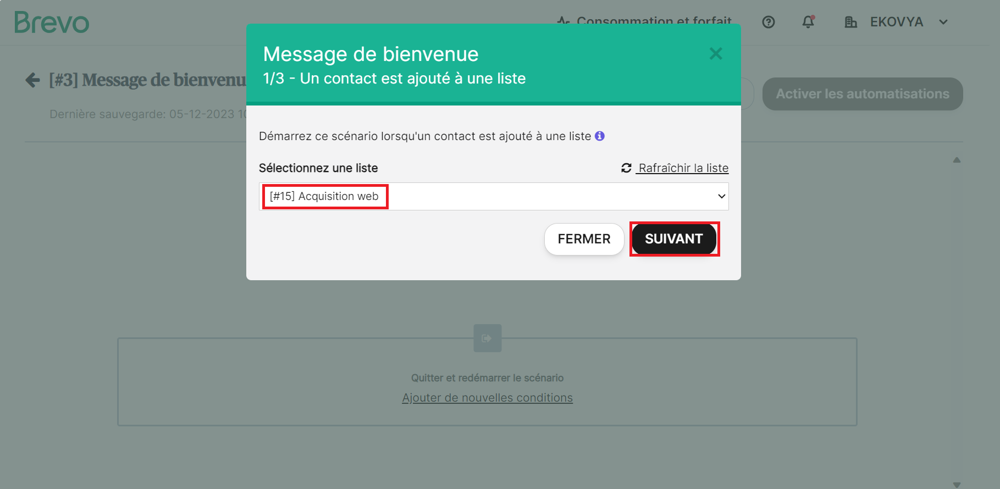 Brevo
Consommation et forfait
EKOVYA
[#3] Message de bienvenu
Activer les automatisations
Dernière sauvegarde: 05-12-2023 10
Message de bienvenue
1/3 - Un contact est ajouté à une liste
Démarrez ce scénario lorsqu'un contact est ajouté à une liste
Sélectionnez une liste
Rafraîchir la liste
[#15] Acquisition web
FERMER
SUIVANT
Quitter et redémarrer le scénario
Ajouter de nouvelles conditions